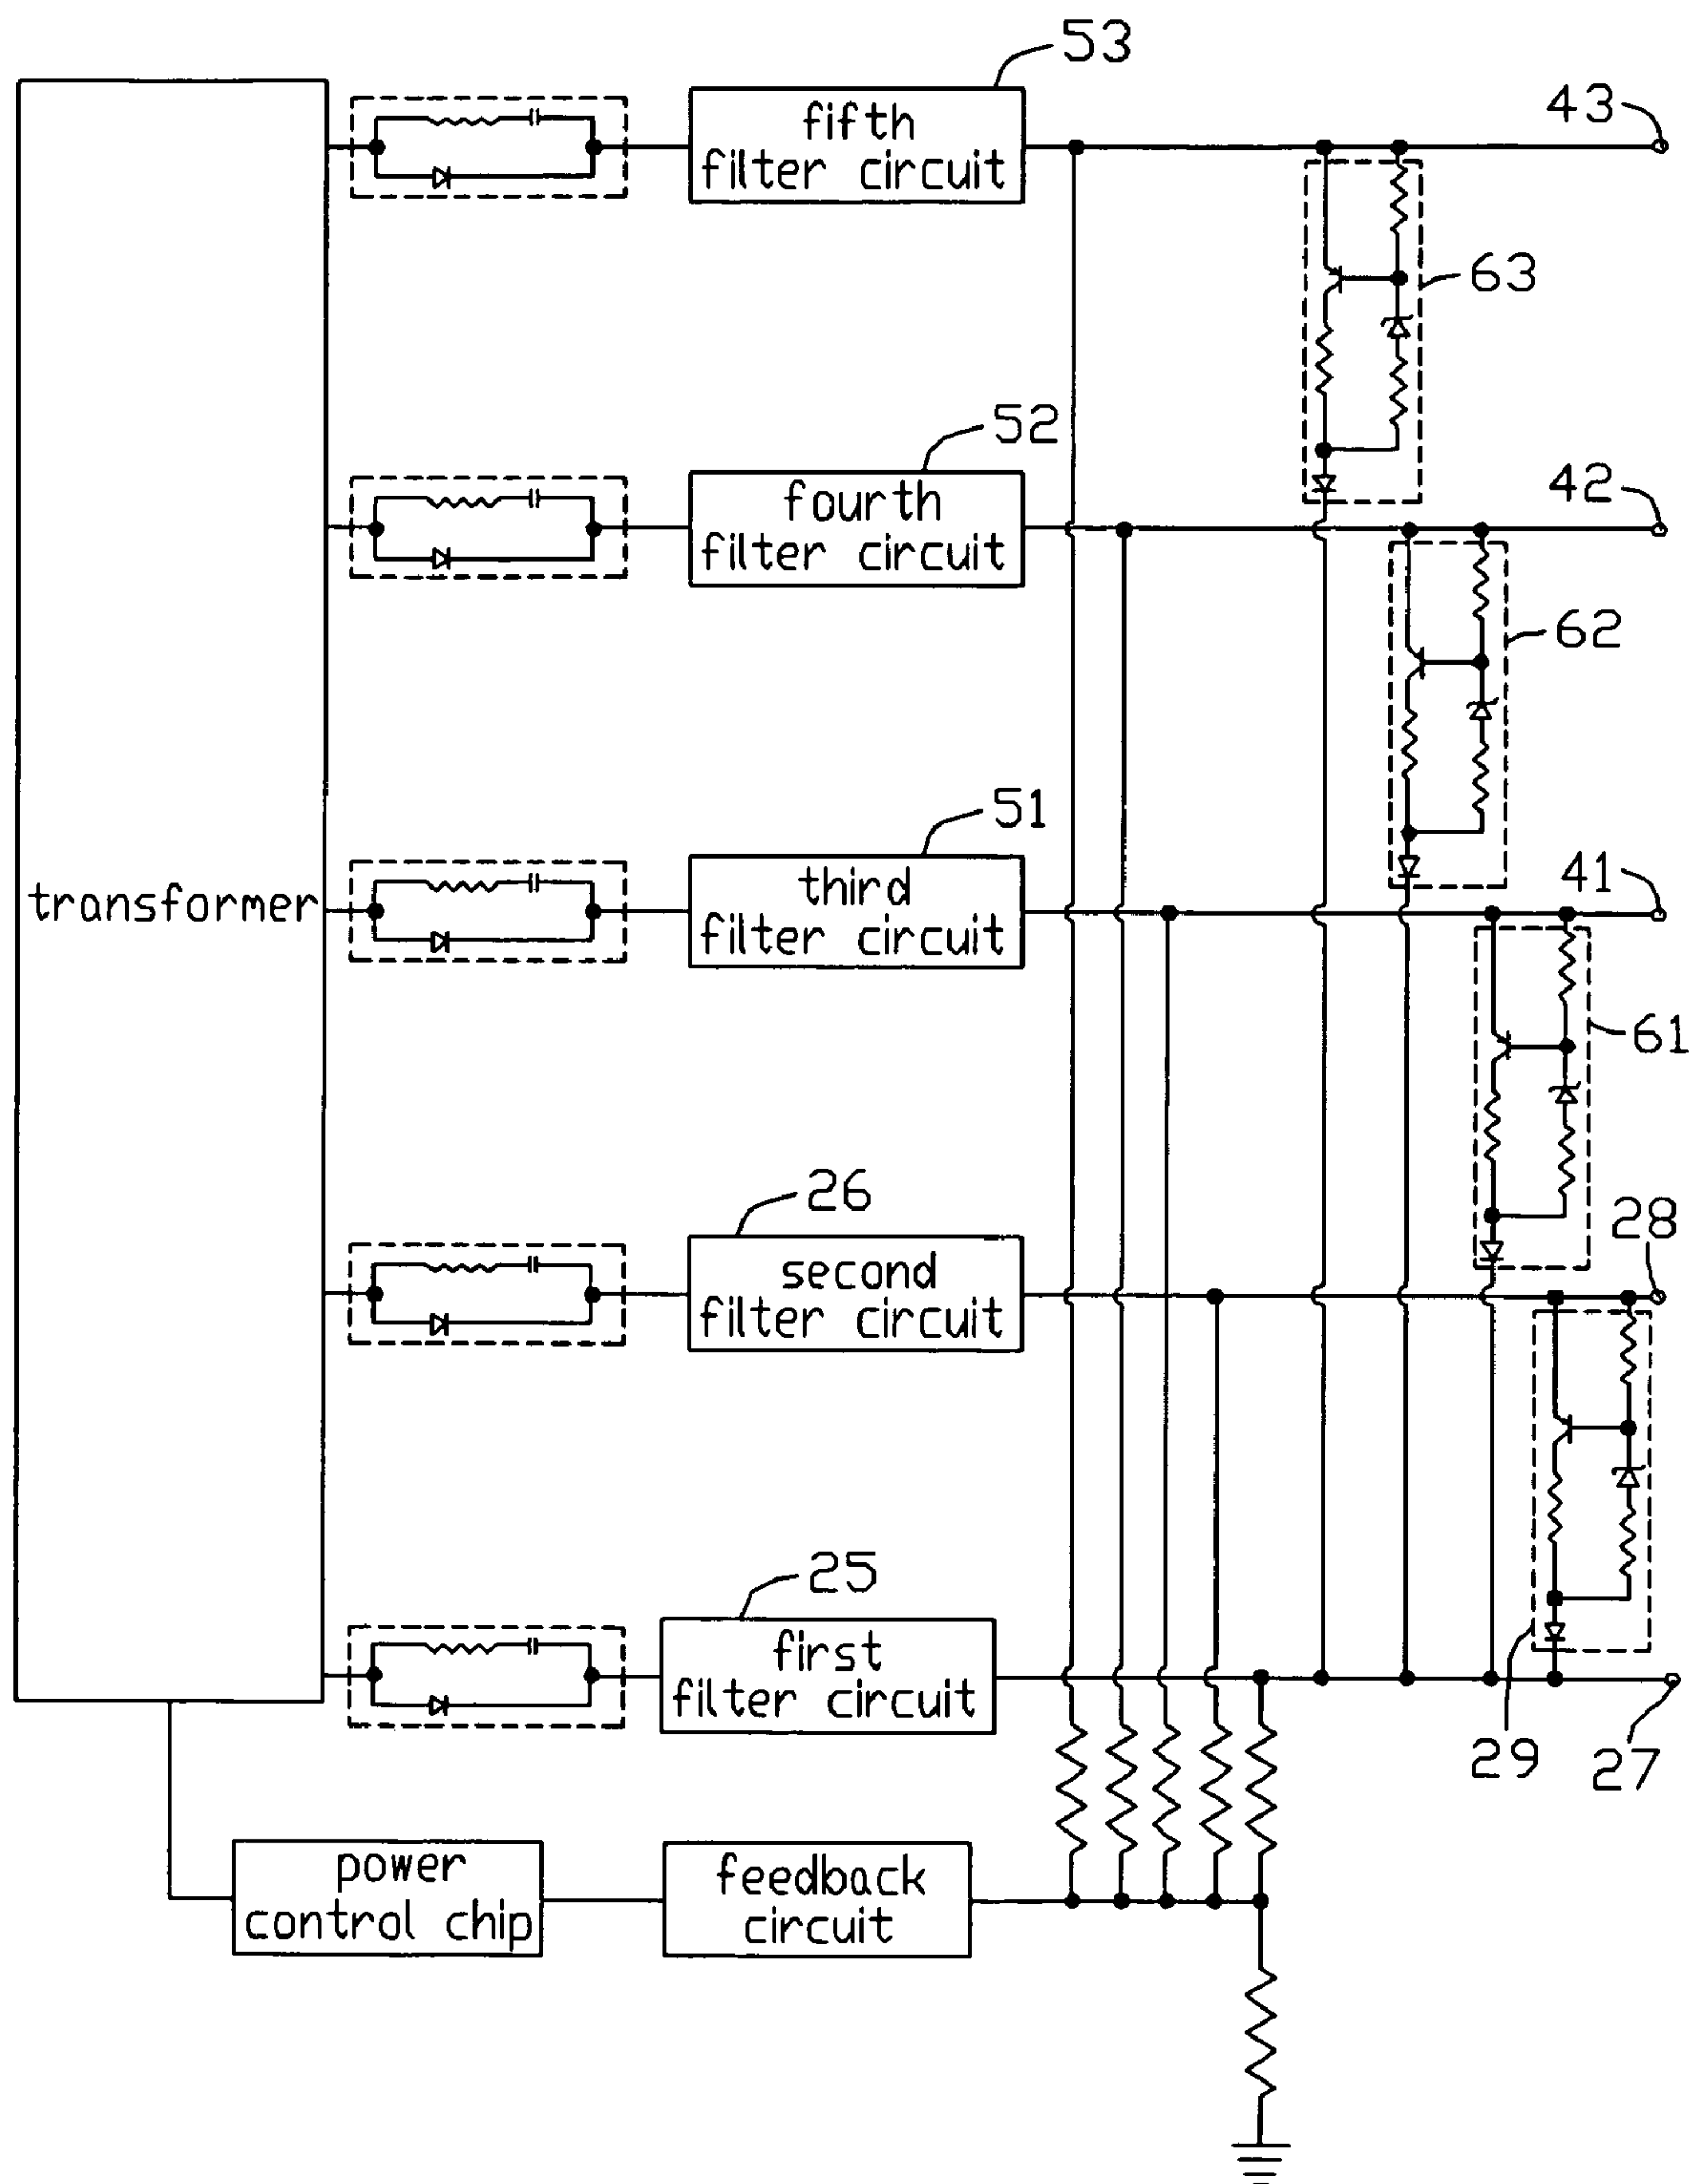 53
fifth
filter circuit
43
63
52
fourth
filter circuit
42
62
51
third
filter circuit
41
transformer
61
26
second
filter circuit
28
25
first
filter circuit
29
27
power
control chip
feedback
circuit